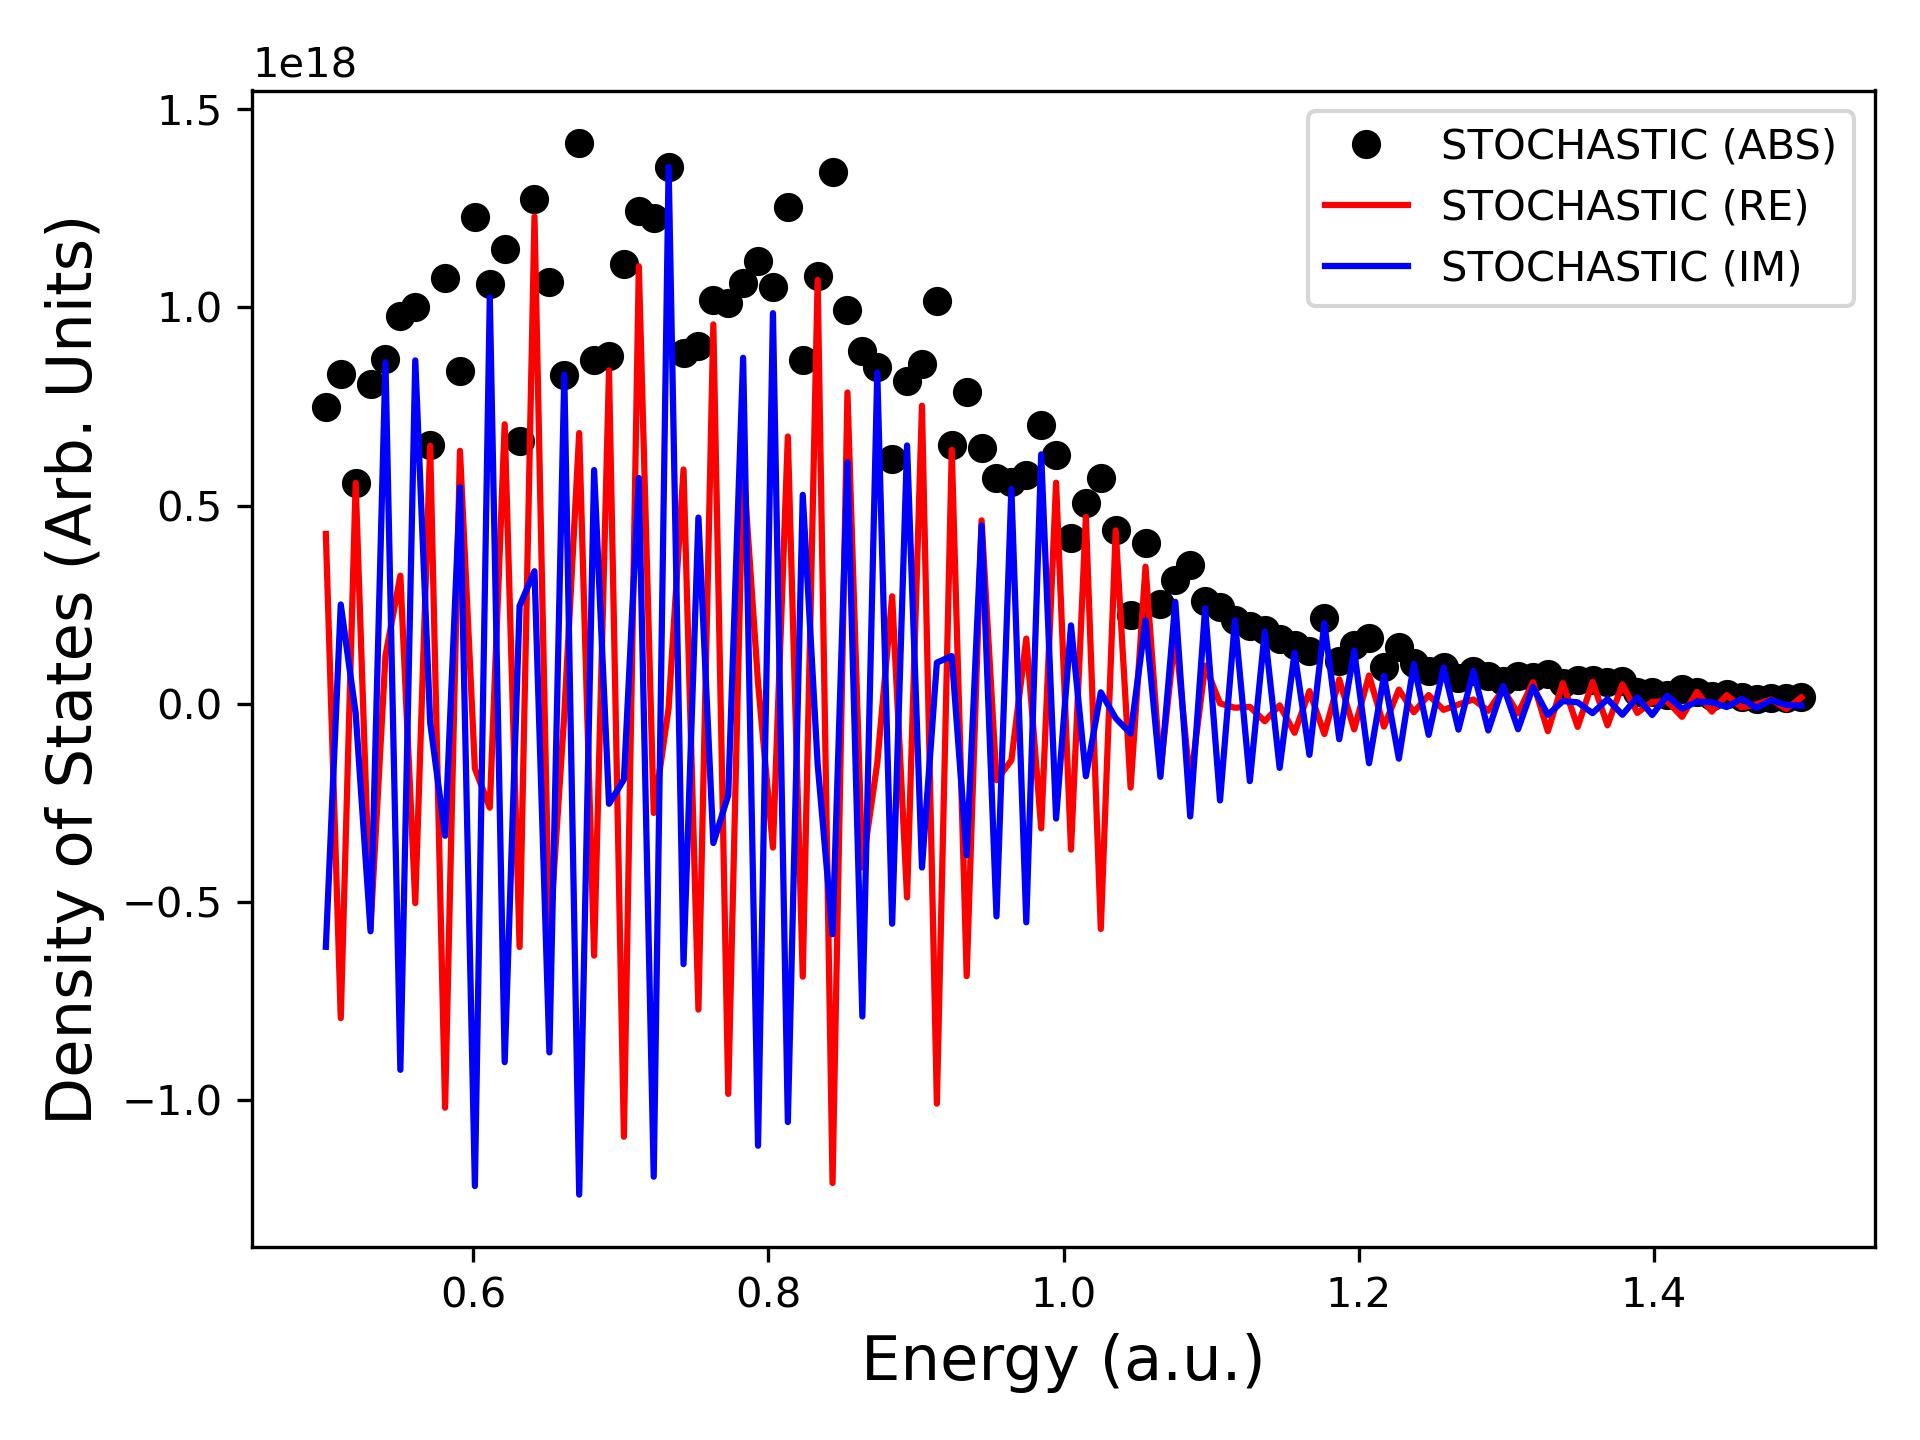 1e18
1.5
1.0
0.5
0.0
−0.5
−1.0
Density of States (Arb. Units)
STOCHASTIC (ABS)
STOCHASTIC (RE)
STOCHASTIC (IM)
0.6 0.8 1.0 1.2 1.4
Energy (a.u.)